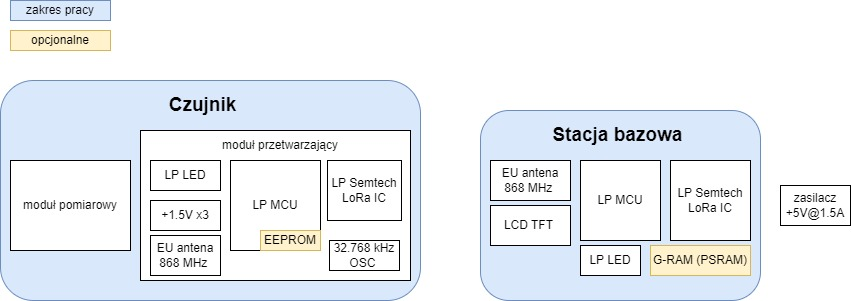 zakres pracy
opcjonalne
Czujnik
moduł pomiarowy
moduł przetwarzający
LP LED
+1.5V x3
EU antena
868 MHz
LP MCU
EEPROM
LP Semtech
LoRa IC
32.768 kHz
OSC
Stacja bazowa
EU antena
868 MHz
LCD TFT
LP MCU
LP LED
LP Semtech
LoRa IC
G-RAM (PSRAM)
zasilacz
+5V@1.5A